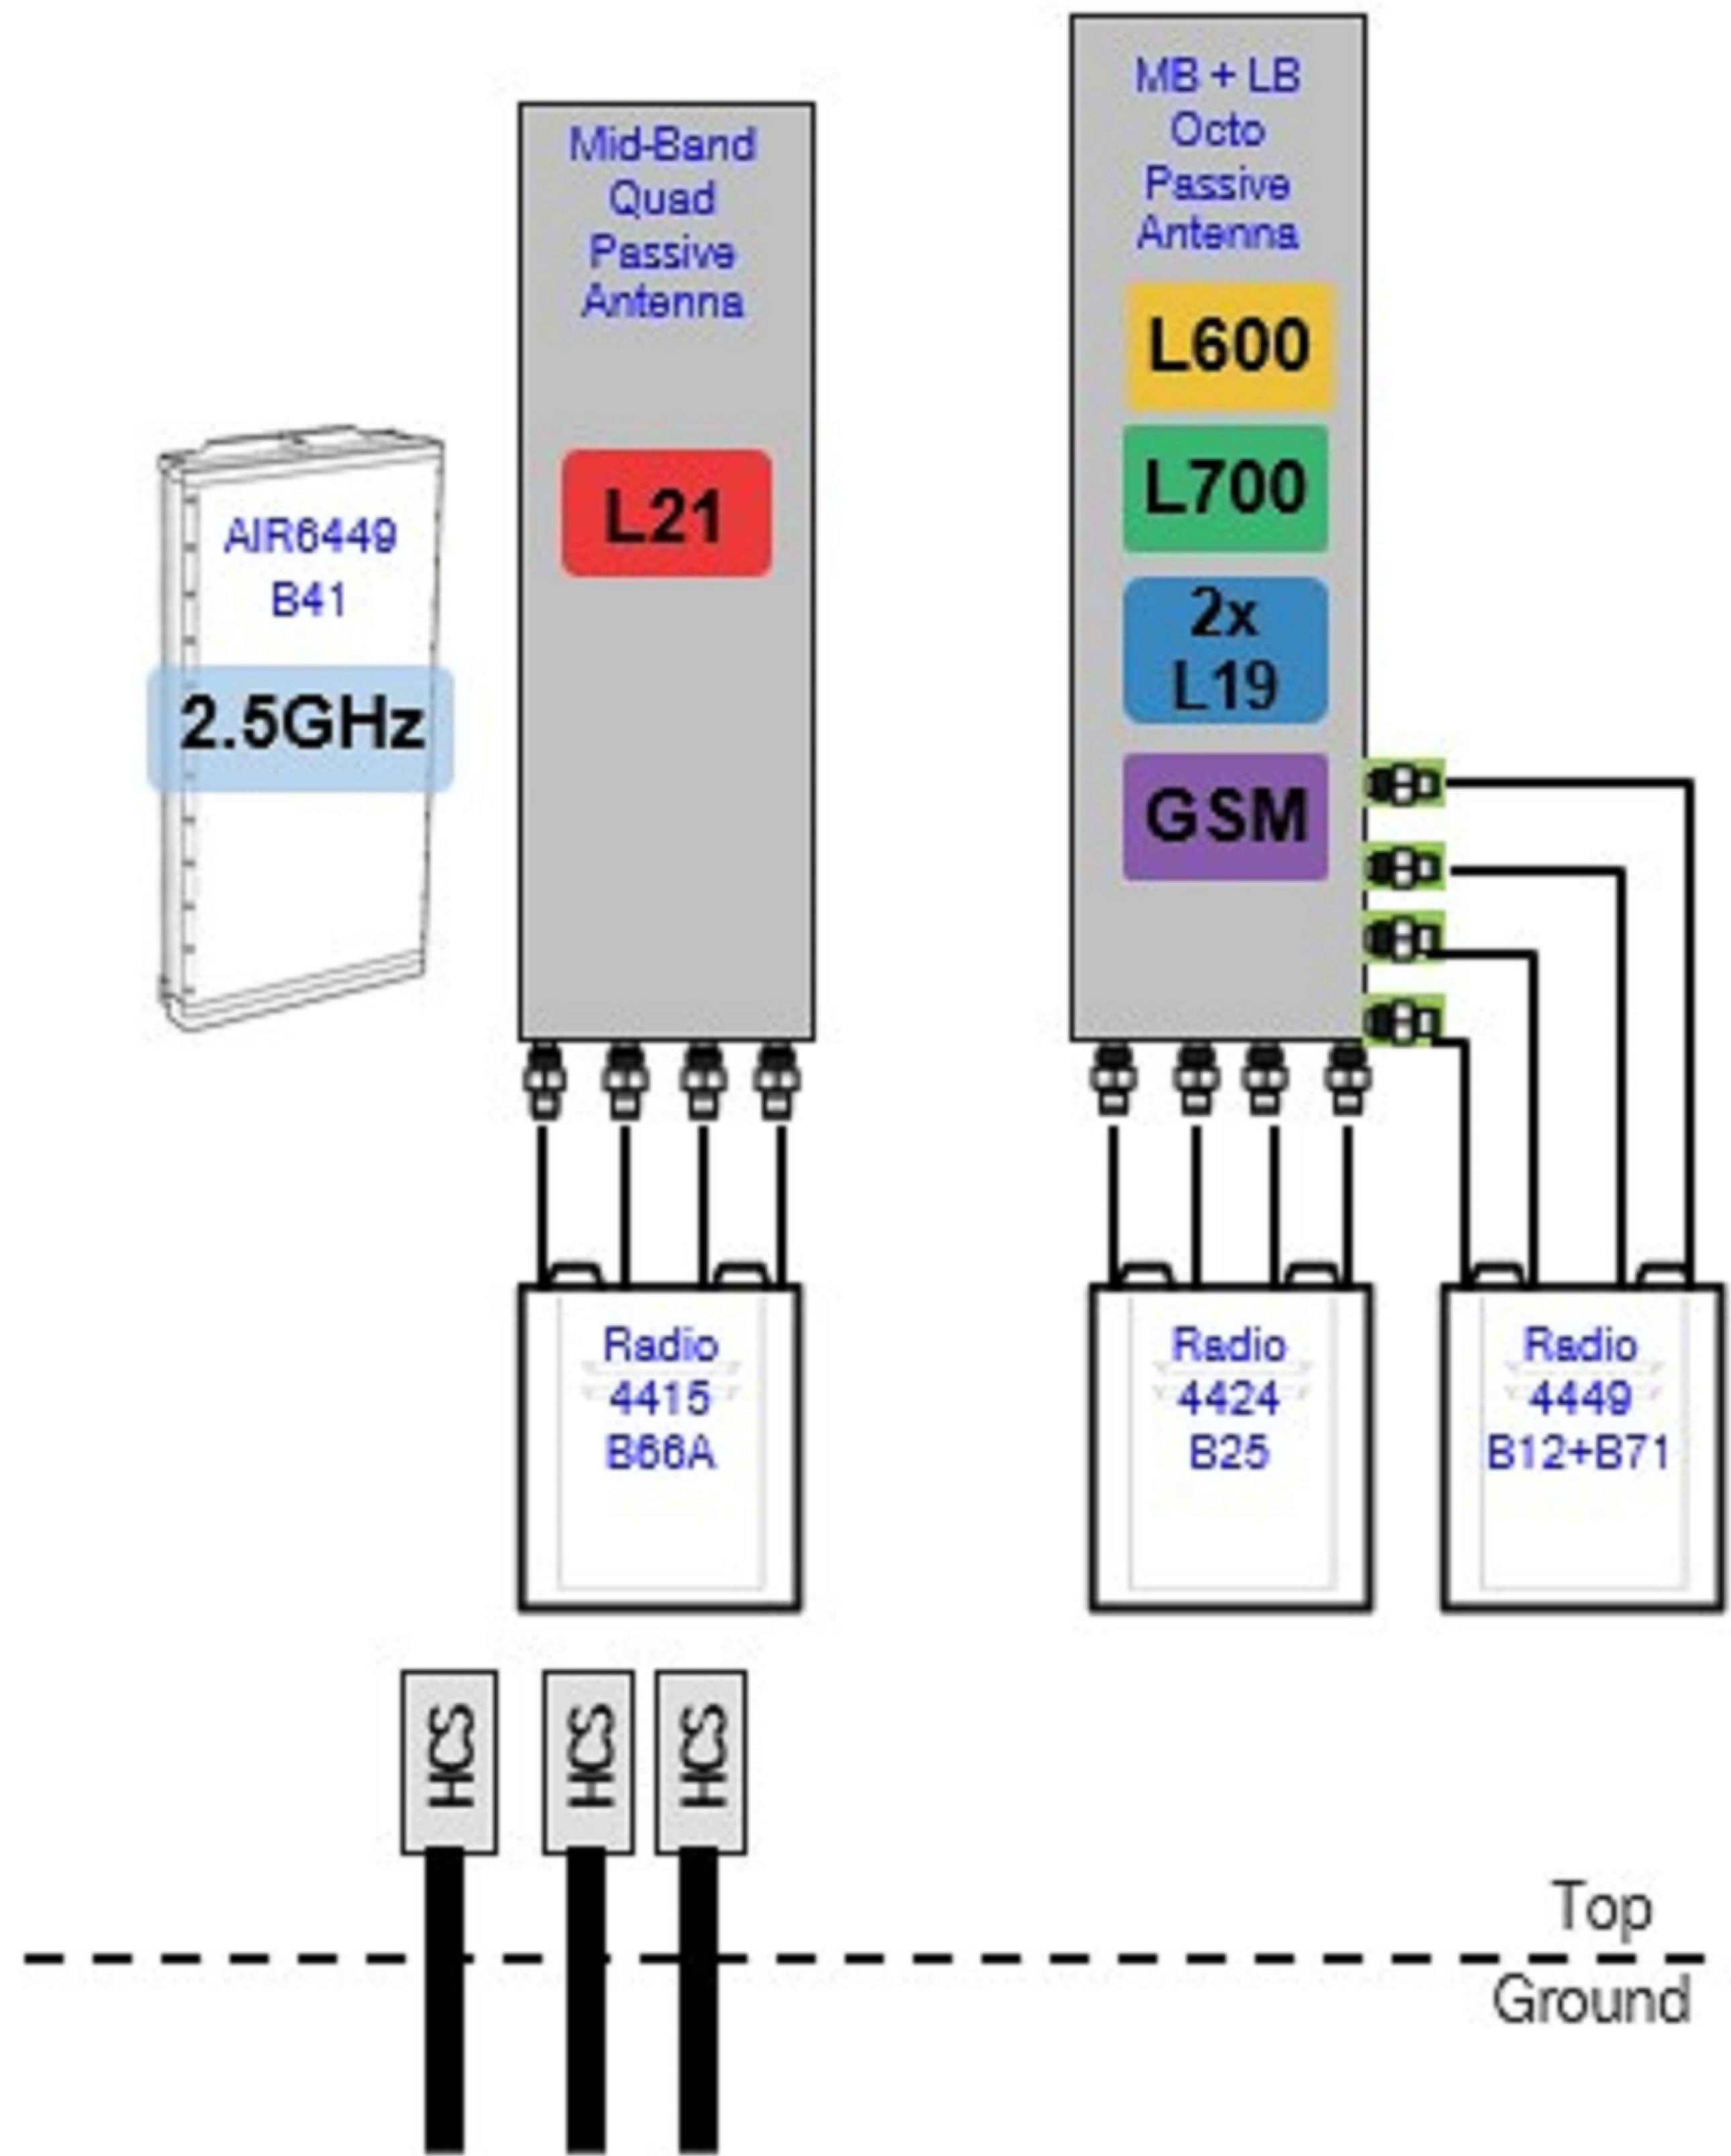 AIR6449
B41
2.5GHz
Mid-Band
Quad
Passive
Antenna
L21
MB + LB
Octo
Passive
Antenna
L600
L700
2x
L19
GSM
Radio
4415
B66A
Radio
4424
B25
Radio
4449
B12+B71
HCS
HCS
HCS
Top
Ground